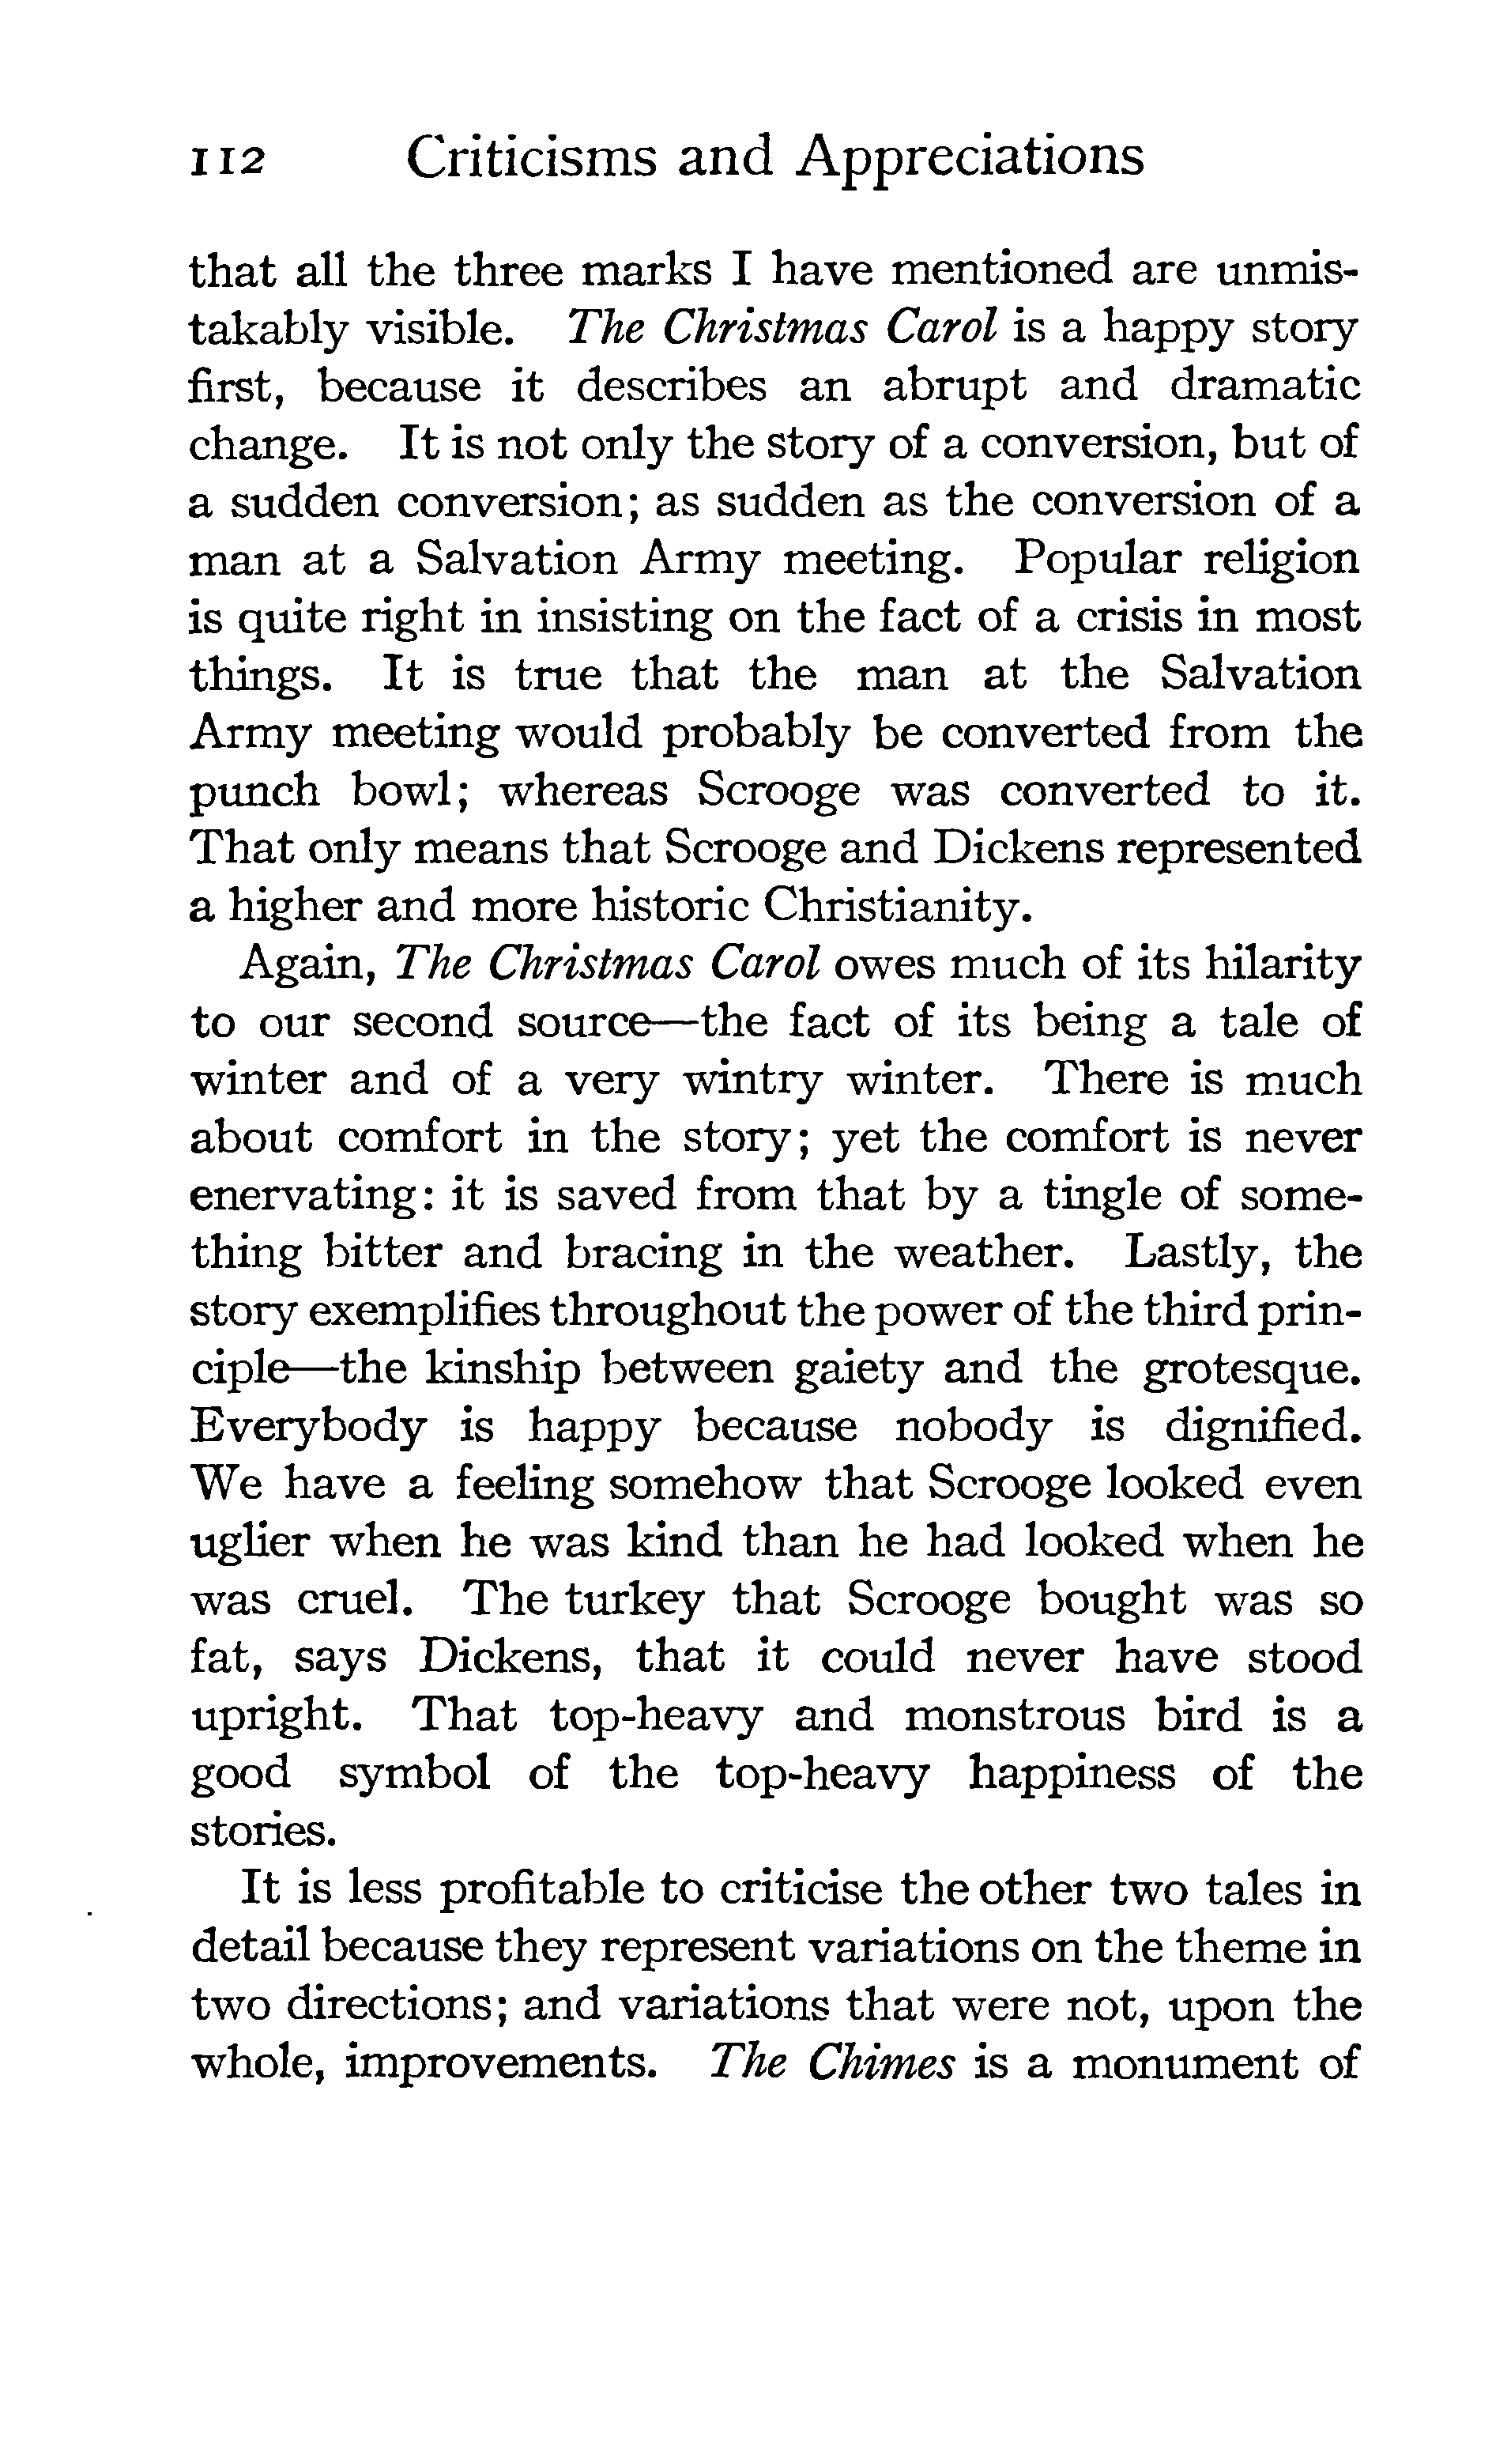 112 Criticisms and Appreciations
that all the three marks I have mentioned are unmis-
takably visible. The Christmas Carol is a happy story
first, because it describes an abrupt and dramatic
change. It is not only the story of a conversion, but of
a sudden conversion; as sudden as the conversion of a
man at a Salvation Army meeting. Popular religion
is quite right in insisting on the fact of a crisis in most
things. It is true that the man at the Salvation
Army meeting would probably be converted from the
punch bowl; whereas Scrooge was converted to it.
That only means that Scrooge and Dickens represented
a higher and more historic Christianity.
Again, The Christmas Carol owes much of its hilarity
to our second source—the fact of its being a tale of
winter and of a very wintry winter. There is much
about comfort in the story; yet the comfort is never
enervating: it is saved from that by a tingle of some-
thing bitter and bracing in the weather. Lastly, the
story exemplifies throughout the power of the third prin-
ciple—the kinship between gaiety and the grotesque.
Everybody is happy because nobody is dignified.
We have a feeling somehow that Scrooge looked even
uglier when he was kind than he had looked when he
was cruel. The turkey that Scrooge bought was so
fat, says Dickens, that it could never have stood
upright. That top-heavy and monstrous bird is a
good symbol of the top-heavy happiness of the
stories.
It is less profitable to criticise the other two tales in
detail because they represent variations on the theme in
two directions; and variations that were not, upon the
whole, improvements. The Chimes is a monument of